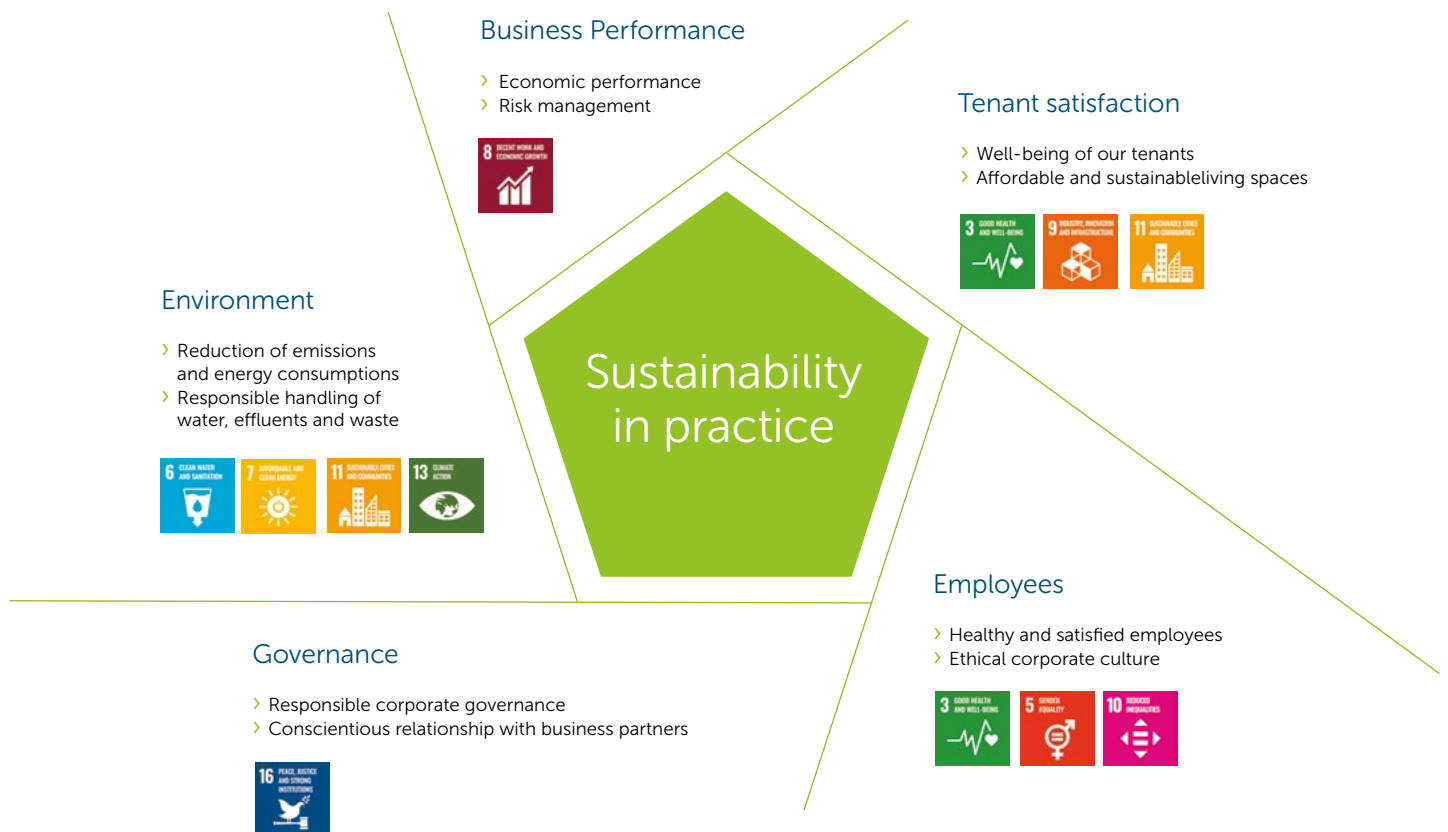 Business Performance
› Economic performance
› Risk management
8 DECENT WORK AND
ECONOMIC GROWTH
Tenant satisfaction
› Well-being of our tenants
› Affordable and sustainableliving spaces
3 GOOD HEALTH
AND WELL-BEING
9 INDUSTRY, INNOVATION
AND INFRASTRUCTURE
11 SUSTAINABLE CITIES
AND COMMUNITIES
Environment
› Reduction of emissions
and energy consumptions
› Responsible handling of
water, effluents and waste
6 CLEAN WATER
AND SANITATION
7 AFFORDABLE AND
CLEAN ENERGY
11 SUSTAINABLE CITIES
AND COMMUNITIES
13 CLIMATE
ACTION
Sustainability
in practice
Employees
› Healthy and satisfied employees
› Ethical corporate culture
3 GOOD HEALTH
AND WELL-BEING
5 GENDER
EQUALITY
10 REDUCED
INEQUALITIES
Governance
› Responsible corporate governance
› Conscientious relationship with business partners
16 PEACE, JUSTICE
AND STRONG
INSTITUTIONS